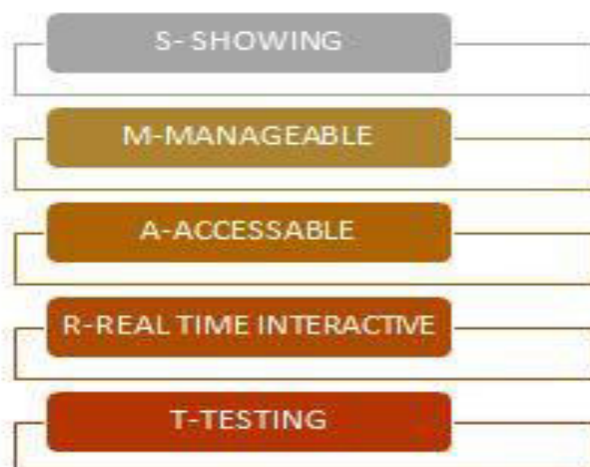 S- SHOWING
M-MANAGEABLE
A-ACCESSABLE
R-REAL TIME INTERACTIVE
T-TESTING